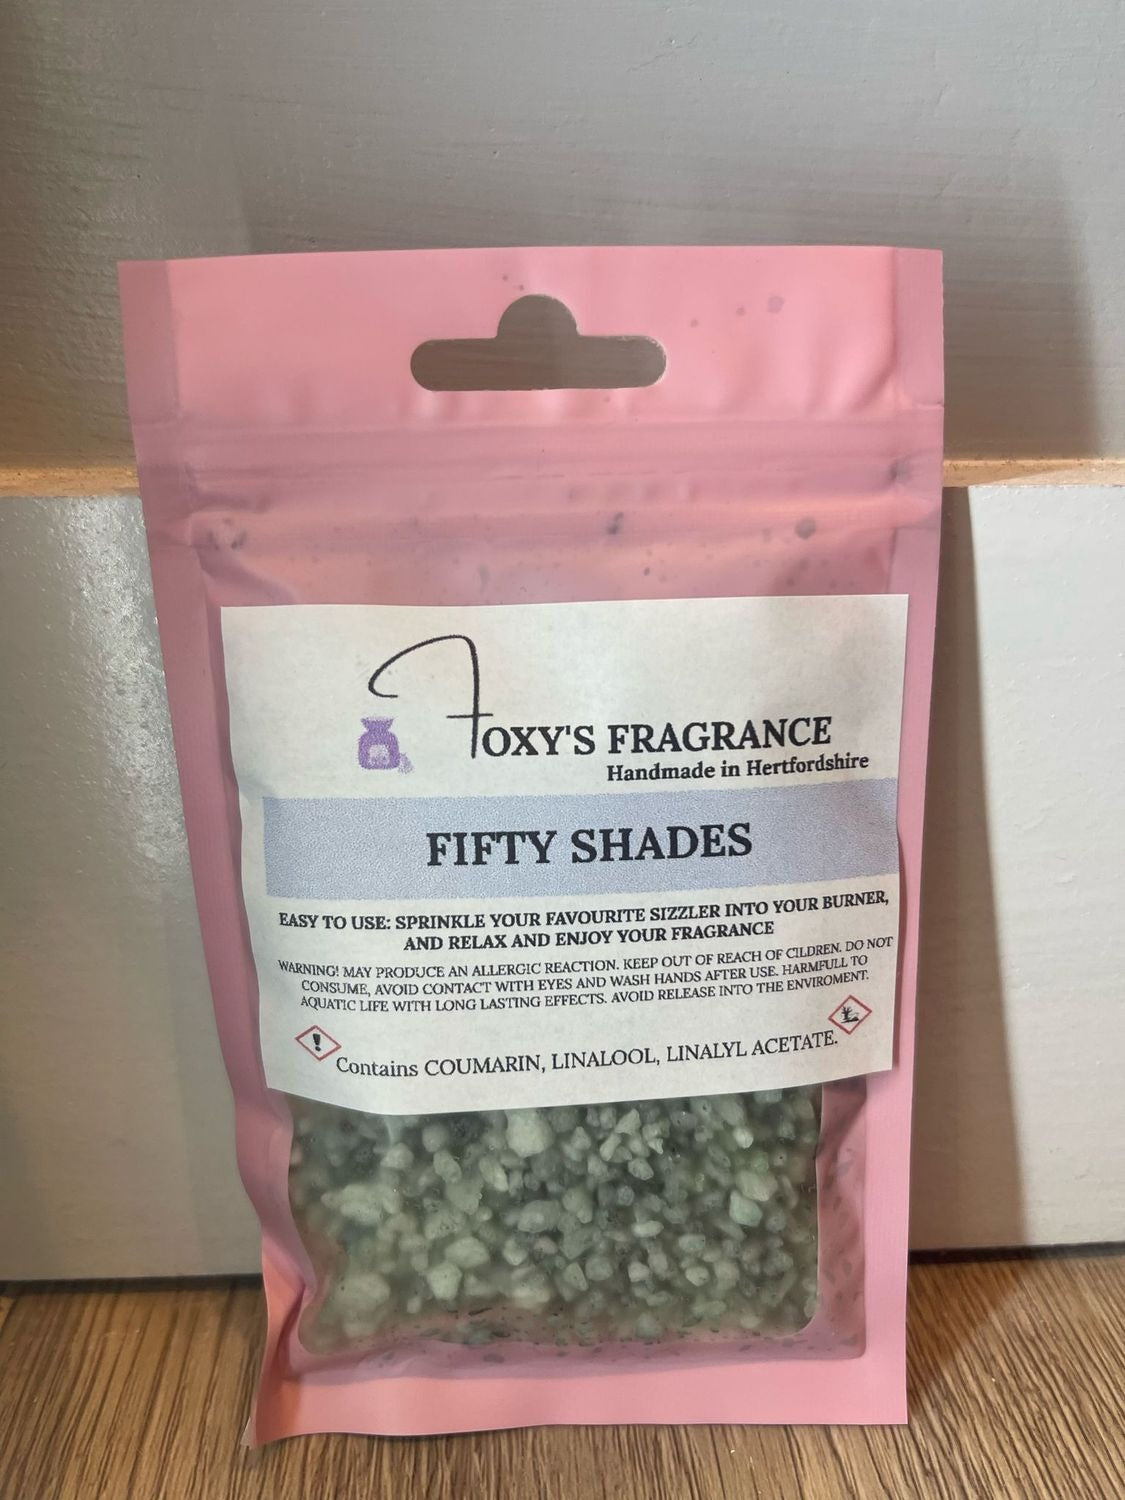 FOXY'S FRAGRANCE
Handmade in Hertfordshire
FIFTY SHADES
EASY TO USE: SPRINKLE YOUR FAVOURITE SIZZLER INTO YOUR BURNER,
AND RELAX AND ENJOY YOUR FRAGRANCE
WARNING! MAY PRODUCE AN ALLERGIC REACTION. KEEP OUT OF REACH OF CILDREN. DO NOT
CONSUME, AVOID CONTACT WITH EYES AND WASH HANDS AFTER USE. HARMFULL TO
AQUATIC LIFE WITH LONG LASTING EFFECTS. AVOID RELEASE INTO THE ENVIROMENT.
Contains COUMARIN, LINALOOL, LINALYL ACETATE.